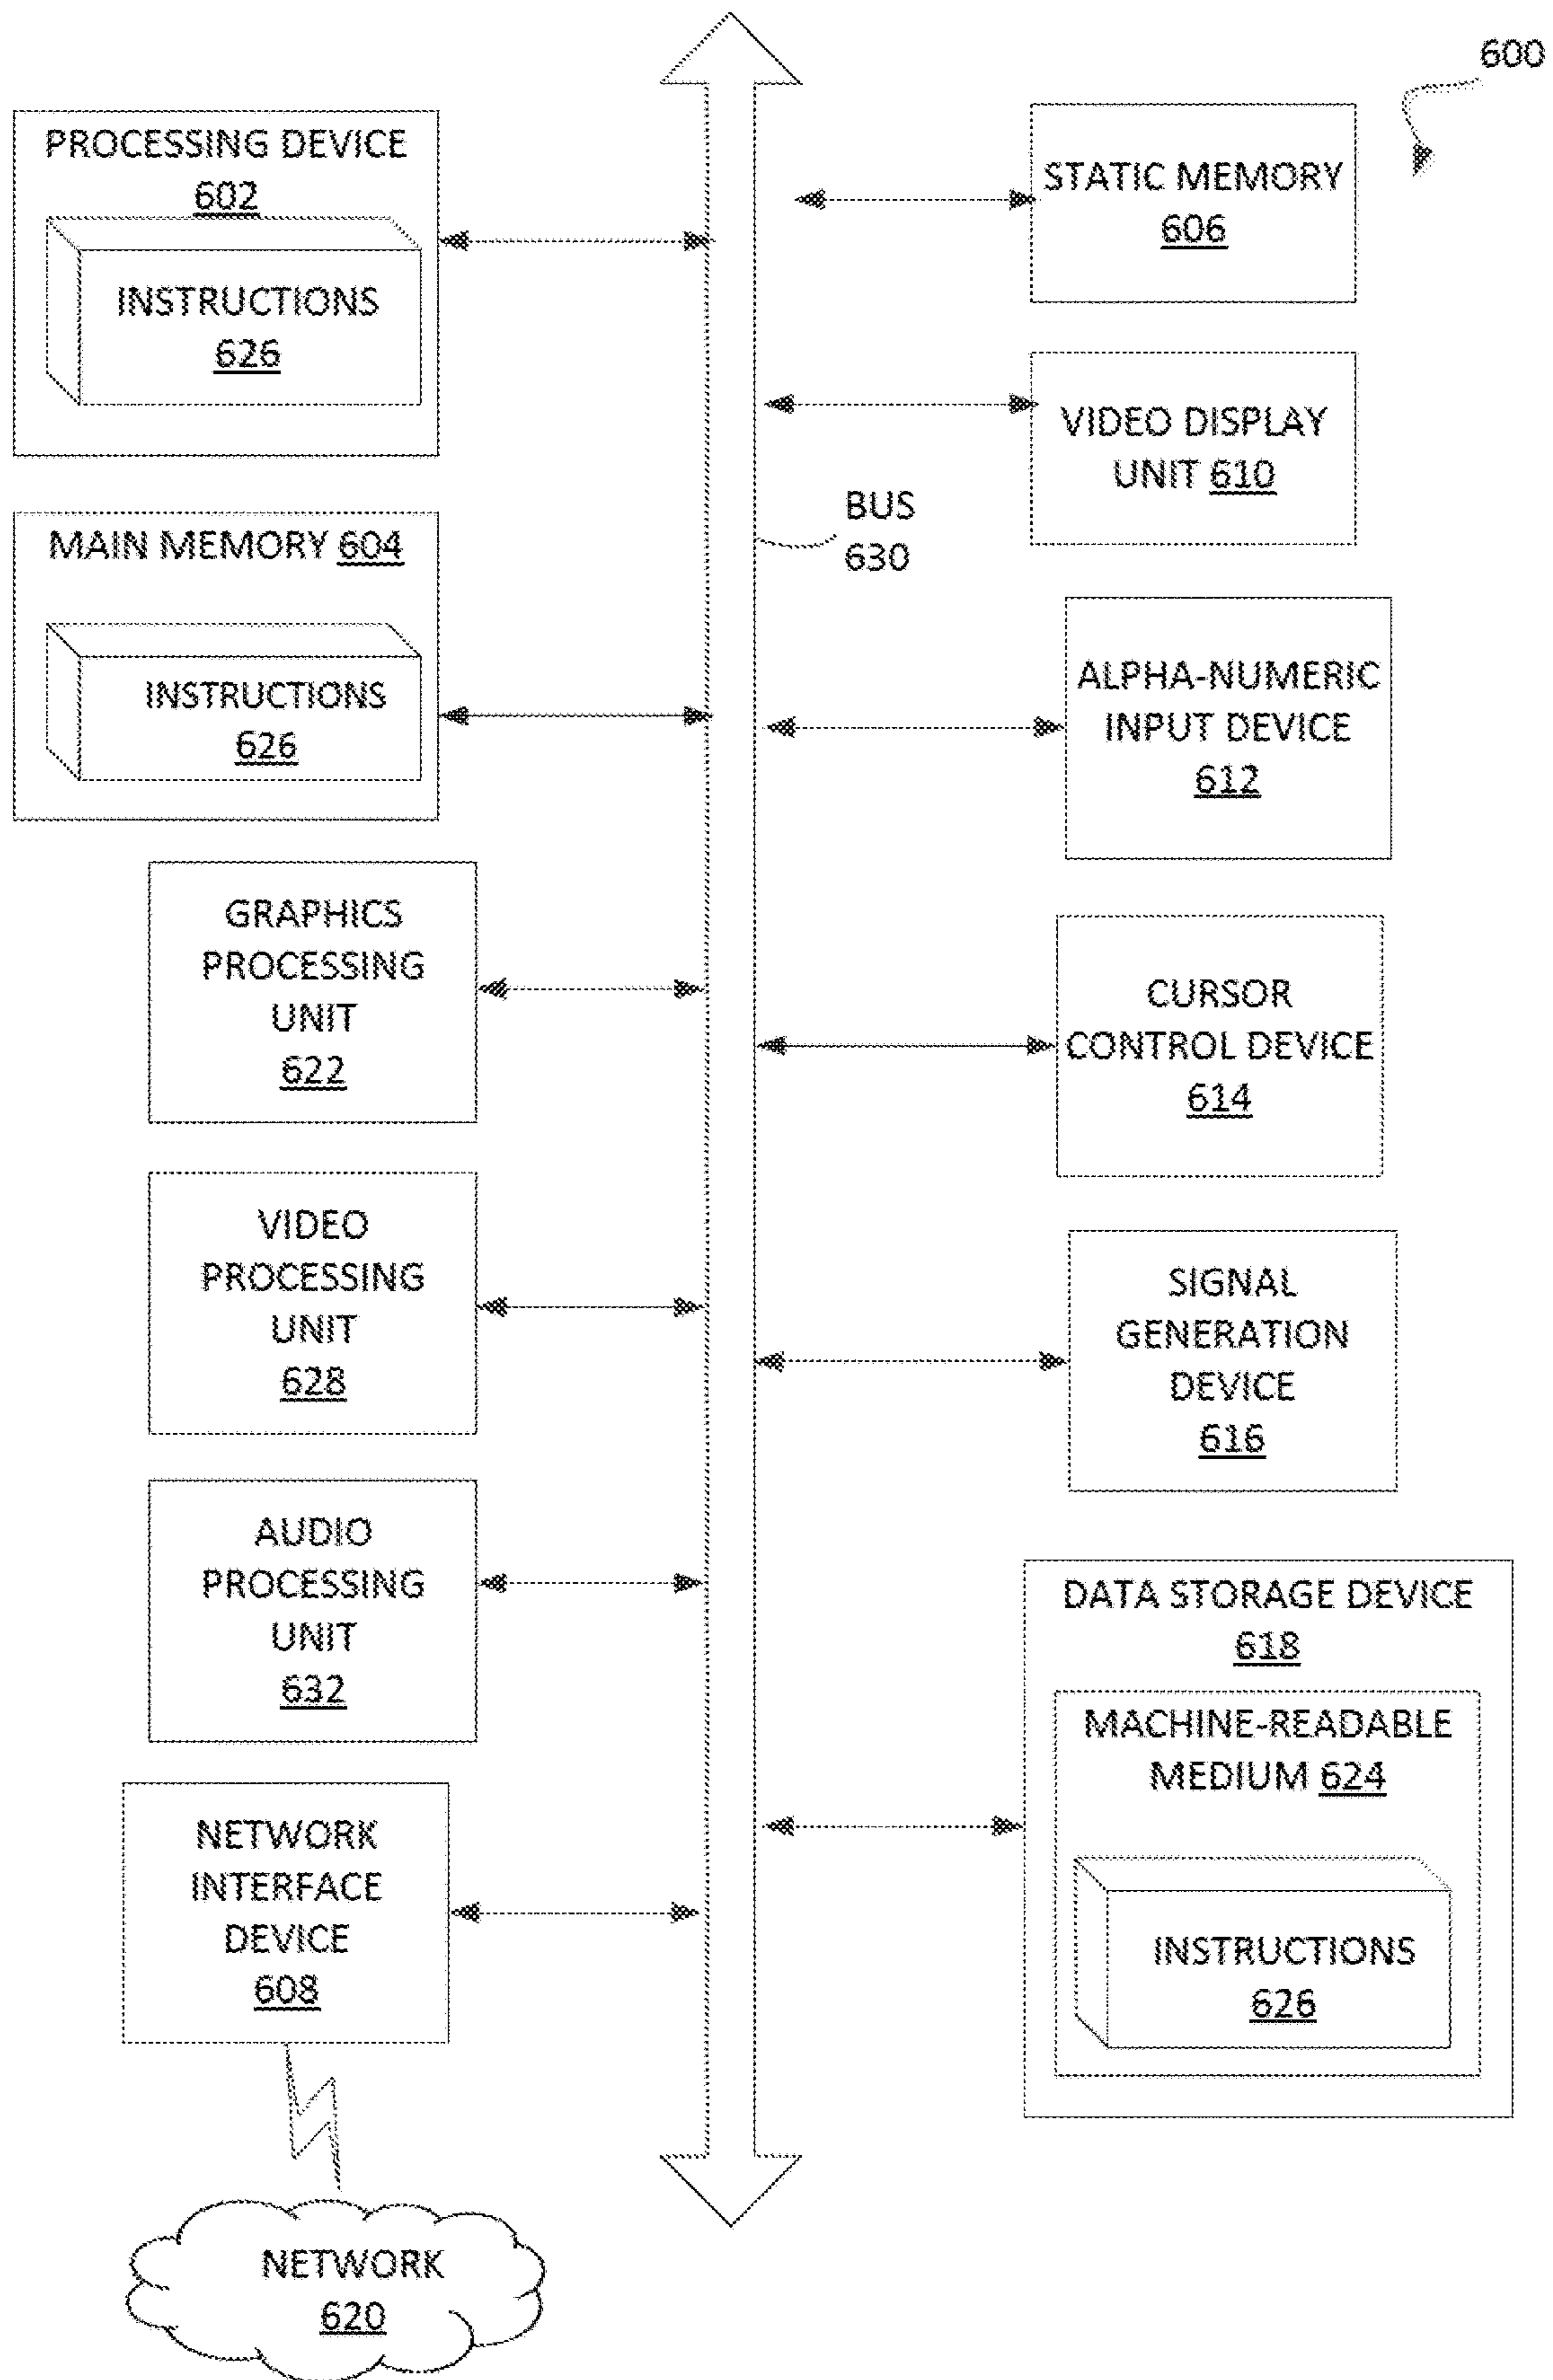 600
PROCESSING DEVICE
602
INSTRUCTIONS
626
MAIN MEMORY 604
INSTRUCTIONS
626
GRAPHICS
PROCESSING
UNIT
622
VIDEO
PROCESSING
UNIT
628
AUDIO
PROCESSING
UNIT
632
NETWORK
INTERFACE
DEVICE
608
NETWORK
620
BUS
630
STATIC MEMORY
606
VIDEO DISPLAY
UNIT 610
ALPHA-NUMERIC
INPUT DEVICE
612
CURSOR
CONTROL DEVICE
614
SIGNAL
GENERATION
DEVICE
616
DATA STORAGE DEVICE
618
MACHINE-READABLE
MEDIUM 624
INSTRUCTIONS
626